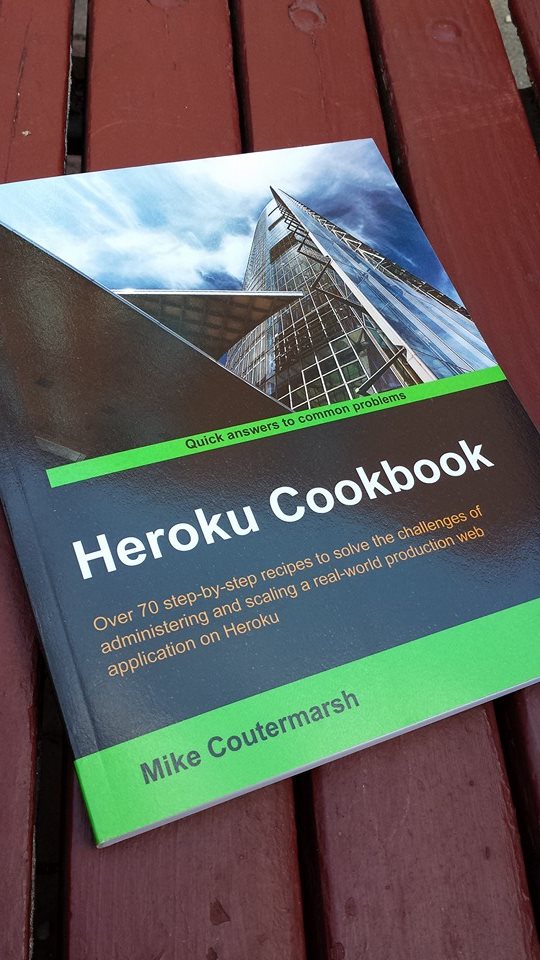 Quick answers to common problems
Heroku Cookbook
Over 70 step-by-step recipes to solve the challenges of
administering and scaling a real-world production web
application on Heroku
Mike Coutermarsh